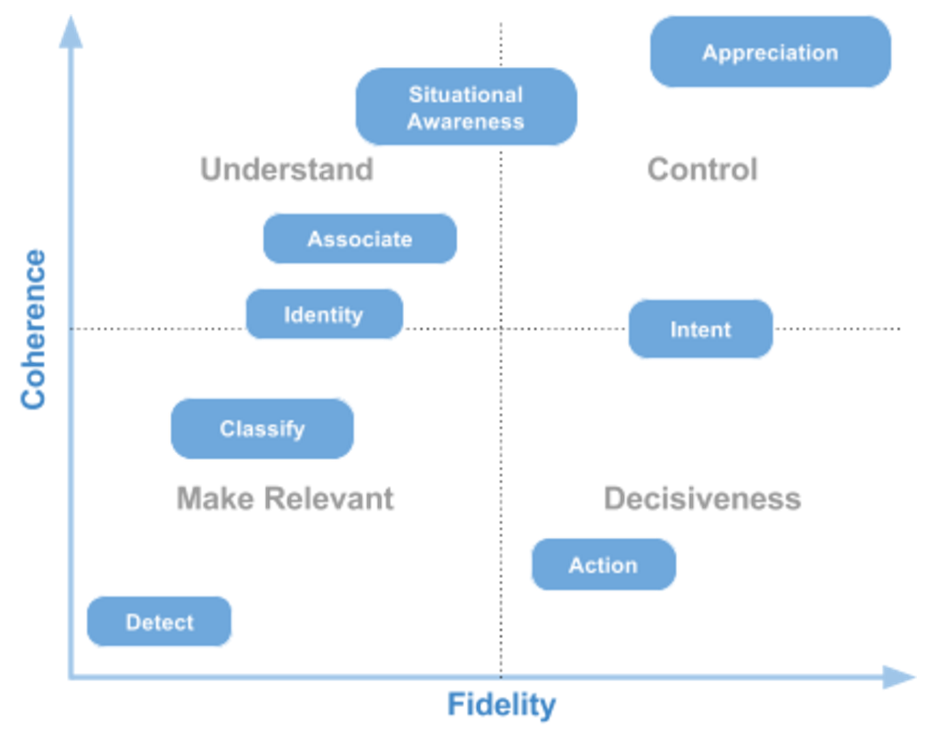 Appreciation
Situational
Awareness
Understand
Control
Associate
Identity
Intent
Coherence
Classify
Make Relevant
Decisiveness
Action
Detect
Fidelity